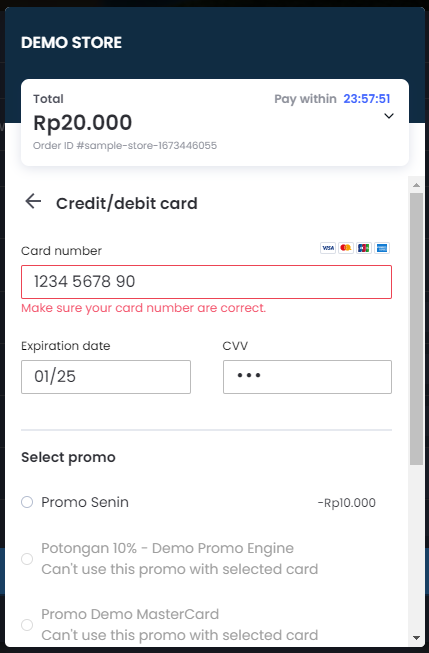 DEMO STORE
Total
Pay within 23:57:51
Rp20.000
Order ID #sample-store-1673446055
Credit/debit card
Card number
VISA
1234 5678 90
Make sure your card number are correct.
Expiration date
CVV
01/25
•••
Select promo
Promo Senin
-Rp10.000
Potongan 10% - Demo Promo Engine
Can't use this promo with selected card
Promo Demo MasterCard
Can't use this promo with selected card